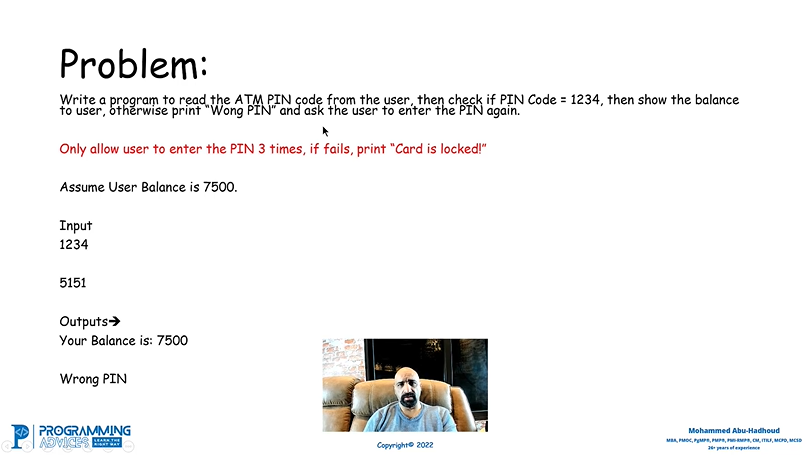 Problem:
Write a program to read the ATM PIN code from the user, then check if PIN Code = 1234, then show the balance
to user, otherwise print “Wong PIN” and ask the user to enter the PIN again.
Only allow user to enter the PIN 3 times, if fails, print “Card is locked!”
Assume User Balance is 7500.
Input
1234
5151
Outputs➔
Your Balance is: 7500
Wrong PIN
PROGRAMMING
ADVICES LEARN THE RIGHT WAY
Copyright© 2022
Mohammed Abu-Hadhoud
MBA, PMOC, PgMP®, PMP®, PMI-RMP®, CM, ITILF, MCPD, MCSD
26+ years of experience